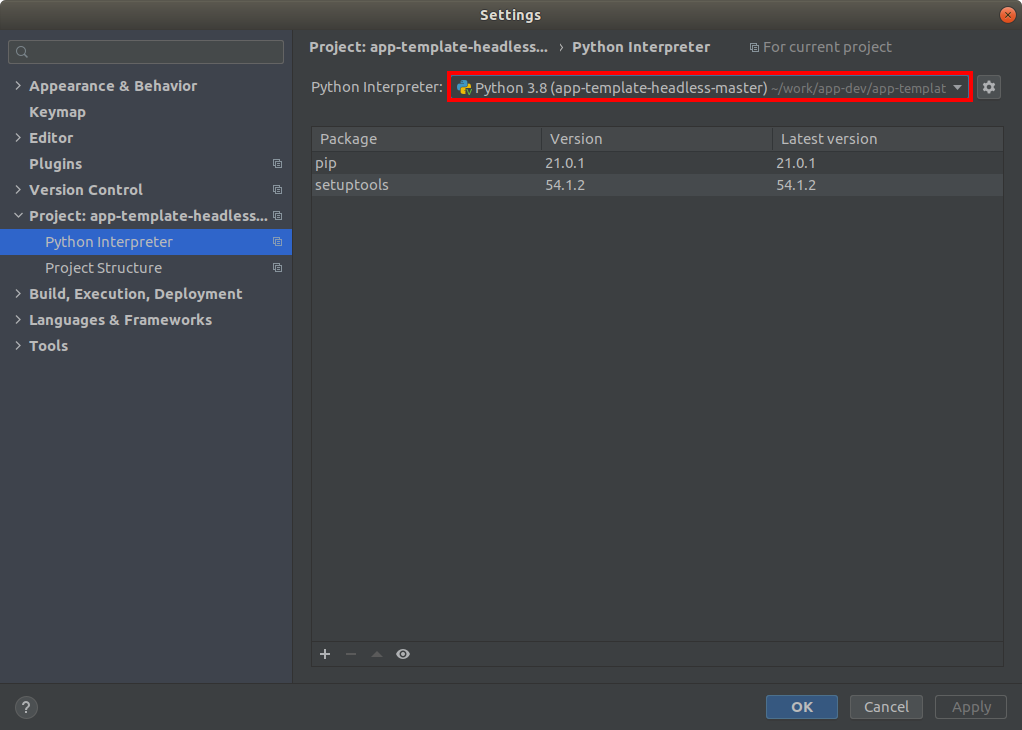 Settings
Appearance & Behavior
Keymap
Editor
Plugins
Version Control
Project: app-template-headless...
Python Interpreter
Project Structure
Build, Execution, Deployment
Languages & Frameworks
Tools
Project: app-template-headless... › Python Interpreter For current project
Python Interpreter: Python 3.8 (app-template-headless-master) ~/work/app-dev/app-templat
Package Version Latest version
pip 21.0.1 21.0.1
setuptools 54.1.2 54.1.2
? OK Cancel Apply